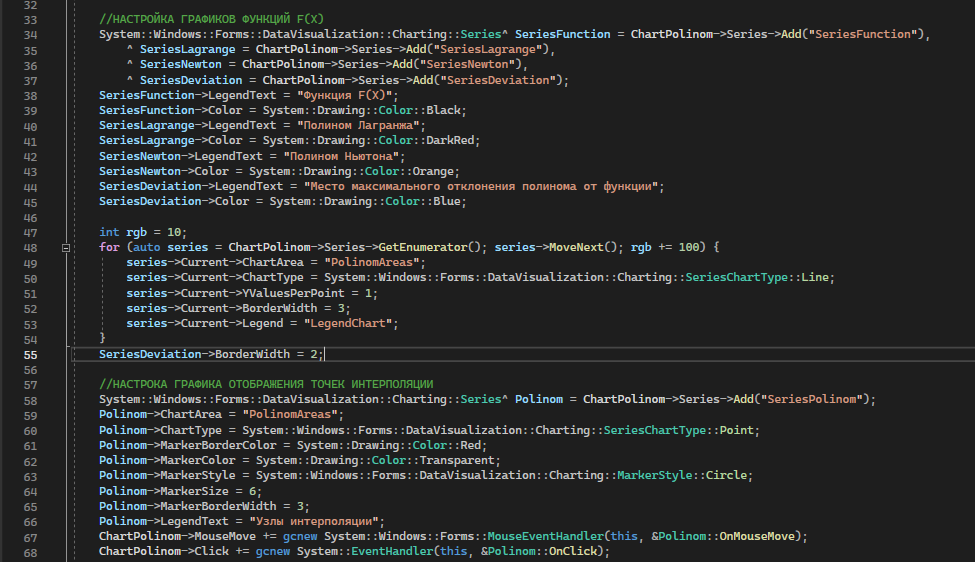 32
33 //НАСТРОЙКА ГРАФИКОВ ФУНКЦИЙ F(X)
34 System::Windows::Forms::DataVisualization::Charting::Series^ SeriesFunction = ChartPolinom->Series->Add("SeriesFunction"),
35 ^ SeriesLagrange = ChartPolinom->Series->Add("SeriesLagrange"),
36 ^ SeriesNewton = ChartPolinom->Series->Add("SeriesNewton"),
37 ^ SeriesDeviation = ChartPolinom->Series->Add("SeriesDeviation");
38 SeriesFunction->LegendText = "Функция F(X)";
39 SeriesFunction->Color = System::Drawing::Color::Black;
40 SeriesLagrange->LegendText = "Полином Лагранжа";
41 SeriesLagrange->Color = System::Drawing::Color::DarkRed;
42 SeriesNewton->LegendText = "Полином Ньютона";
43 SeriesNewton->Color = System::Drawing::Color::Orange;
44 SeriesDeviation->LegendText = "Место максимального отклонения полинома от функции";
45 SeriesDeviation->Color = System::Drawing::Color::Blue;
46
47 int rgb = 10;
48 for (auto series = ChartPolinom->Series->GetEnumerator(); series->MoveNext(); rgb += 100) {
49 series->Current->ChartArea = "PolinomAreas";
50 series->Current->ChartType = System::Windows::Forms::DataVisualization::Charting::SeriesChartType::Line;
51 series->Current->YValuesPerPoint = 1;
52 series->Current->BorderWidth = 3;
53 series->Current->Legend = "LegendChart";
54 }
55 SeriesDeviation->BorderWidth = 2;
56
57 //НАСТРОКА ГРАФИКА ОТОБРАЖЕНИЯ ТОЧЕК ИНТЕРПОЛЯЦИИ
58 System::Windows::Forms::DataVisualization::Charting::Series^ Polinom = ChartPolinom->Series->Add("SeriesPolinom");
59 Polinom->ChartArea = "PolinomAreas";
60 Polinom->ChartType = System::Windows::Forms::DataVisualization::Charting::SeriesChartType::Point;
61 Polinom->MarkerBorderColor = System::Drawing::Color::Red;
62 Polinom->MarkerColor = System::Drawing::Color::Transparent;
63 Polinom->MarkerStyle = System::Windows::Forms::DataVisualization::Charting::MarkerStyle::Circle;
64 Polinom->MarkerSize = 6;
65 Polinom->MarkerBorderWidth = 3;
66 Polinom->LegendText = "Узлы интерполяции";
67 ChartPolinom->MouseMove += gcnew System::Windows::Forms::MouseEventHandler(this, &Polinom::OnMouseMove);
68 ChartPolinom->Click += gcnew System::EventHandler(this, &Polinom::OnClick);